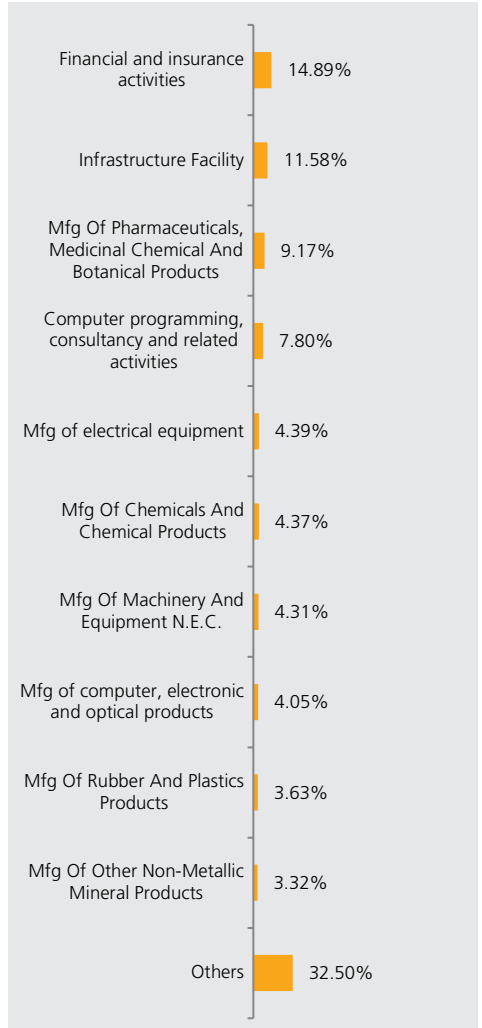 Financial and insurance
activities
14.89%
Infrastructure Facility
11.58%
Mfg Of Pharmaceuticals,
Medicinal Chemical And
Botanical Products
9.17%
Computer programming,
consultancy and related
activities
7.80%
Mfg of electrical equipment
4.39%
Mfg Of Chemicals And
Chemical Products
4.37%
Mfg Of Machinery And
Equipment N.E.C.
4.31%
Mfg of computer, electronic
and optical products
4.05%
Mfg Of Rubber And Plastics
Products
3.63%
Mfg Of Other Non-Metallic
Mineral Products
3.32%
Others
32.50%